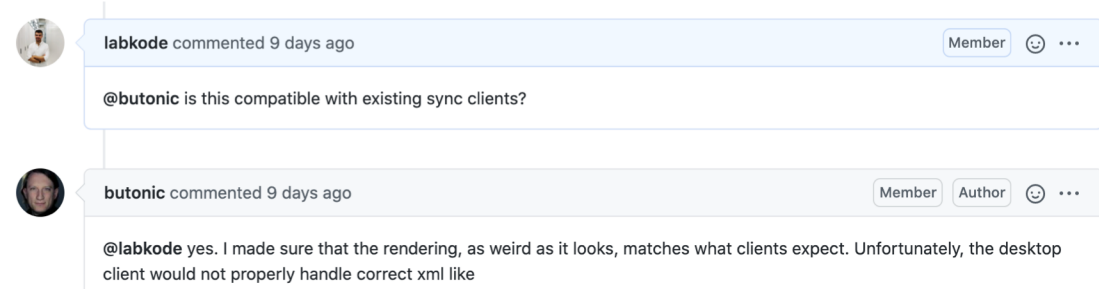 labkode commented 9 days ago Member
@butonic is this compatible with existing sync clients?
butonic commented 9 days ago Member Author
@labkode yes. I made sure that the rendering, as weird as it looks, matches what clients expect. Unfortunately, the desktop
client would not properly handle correct xml like